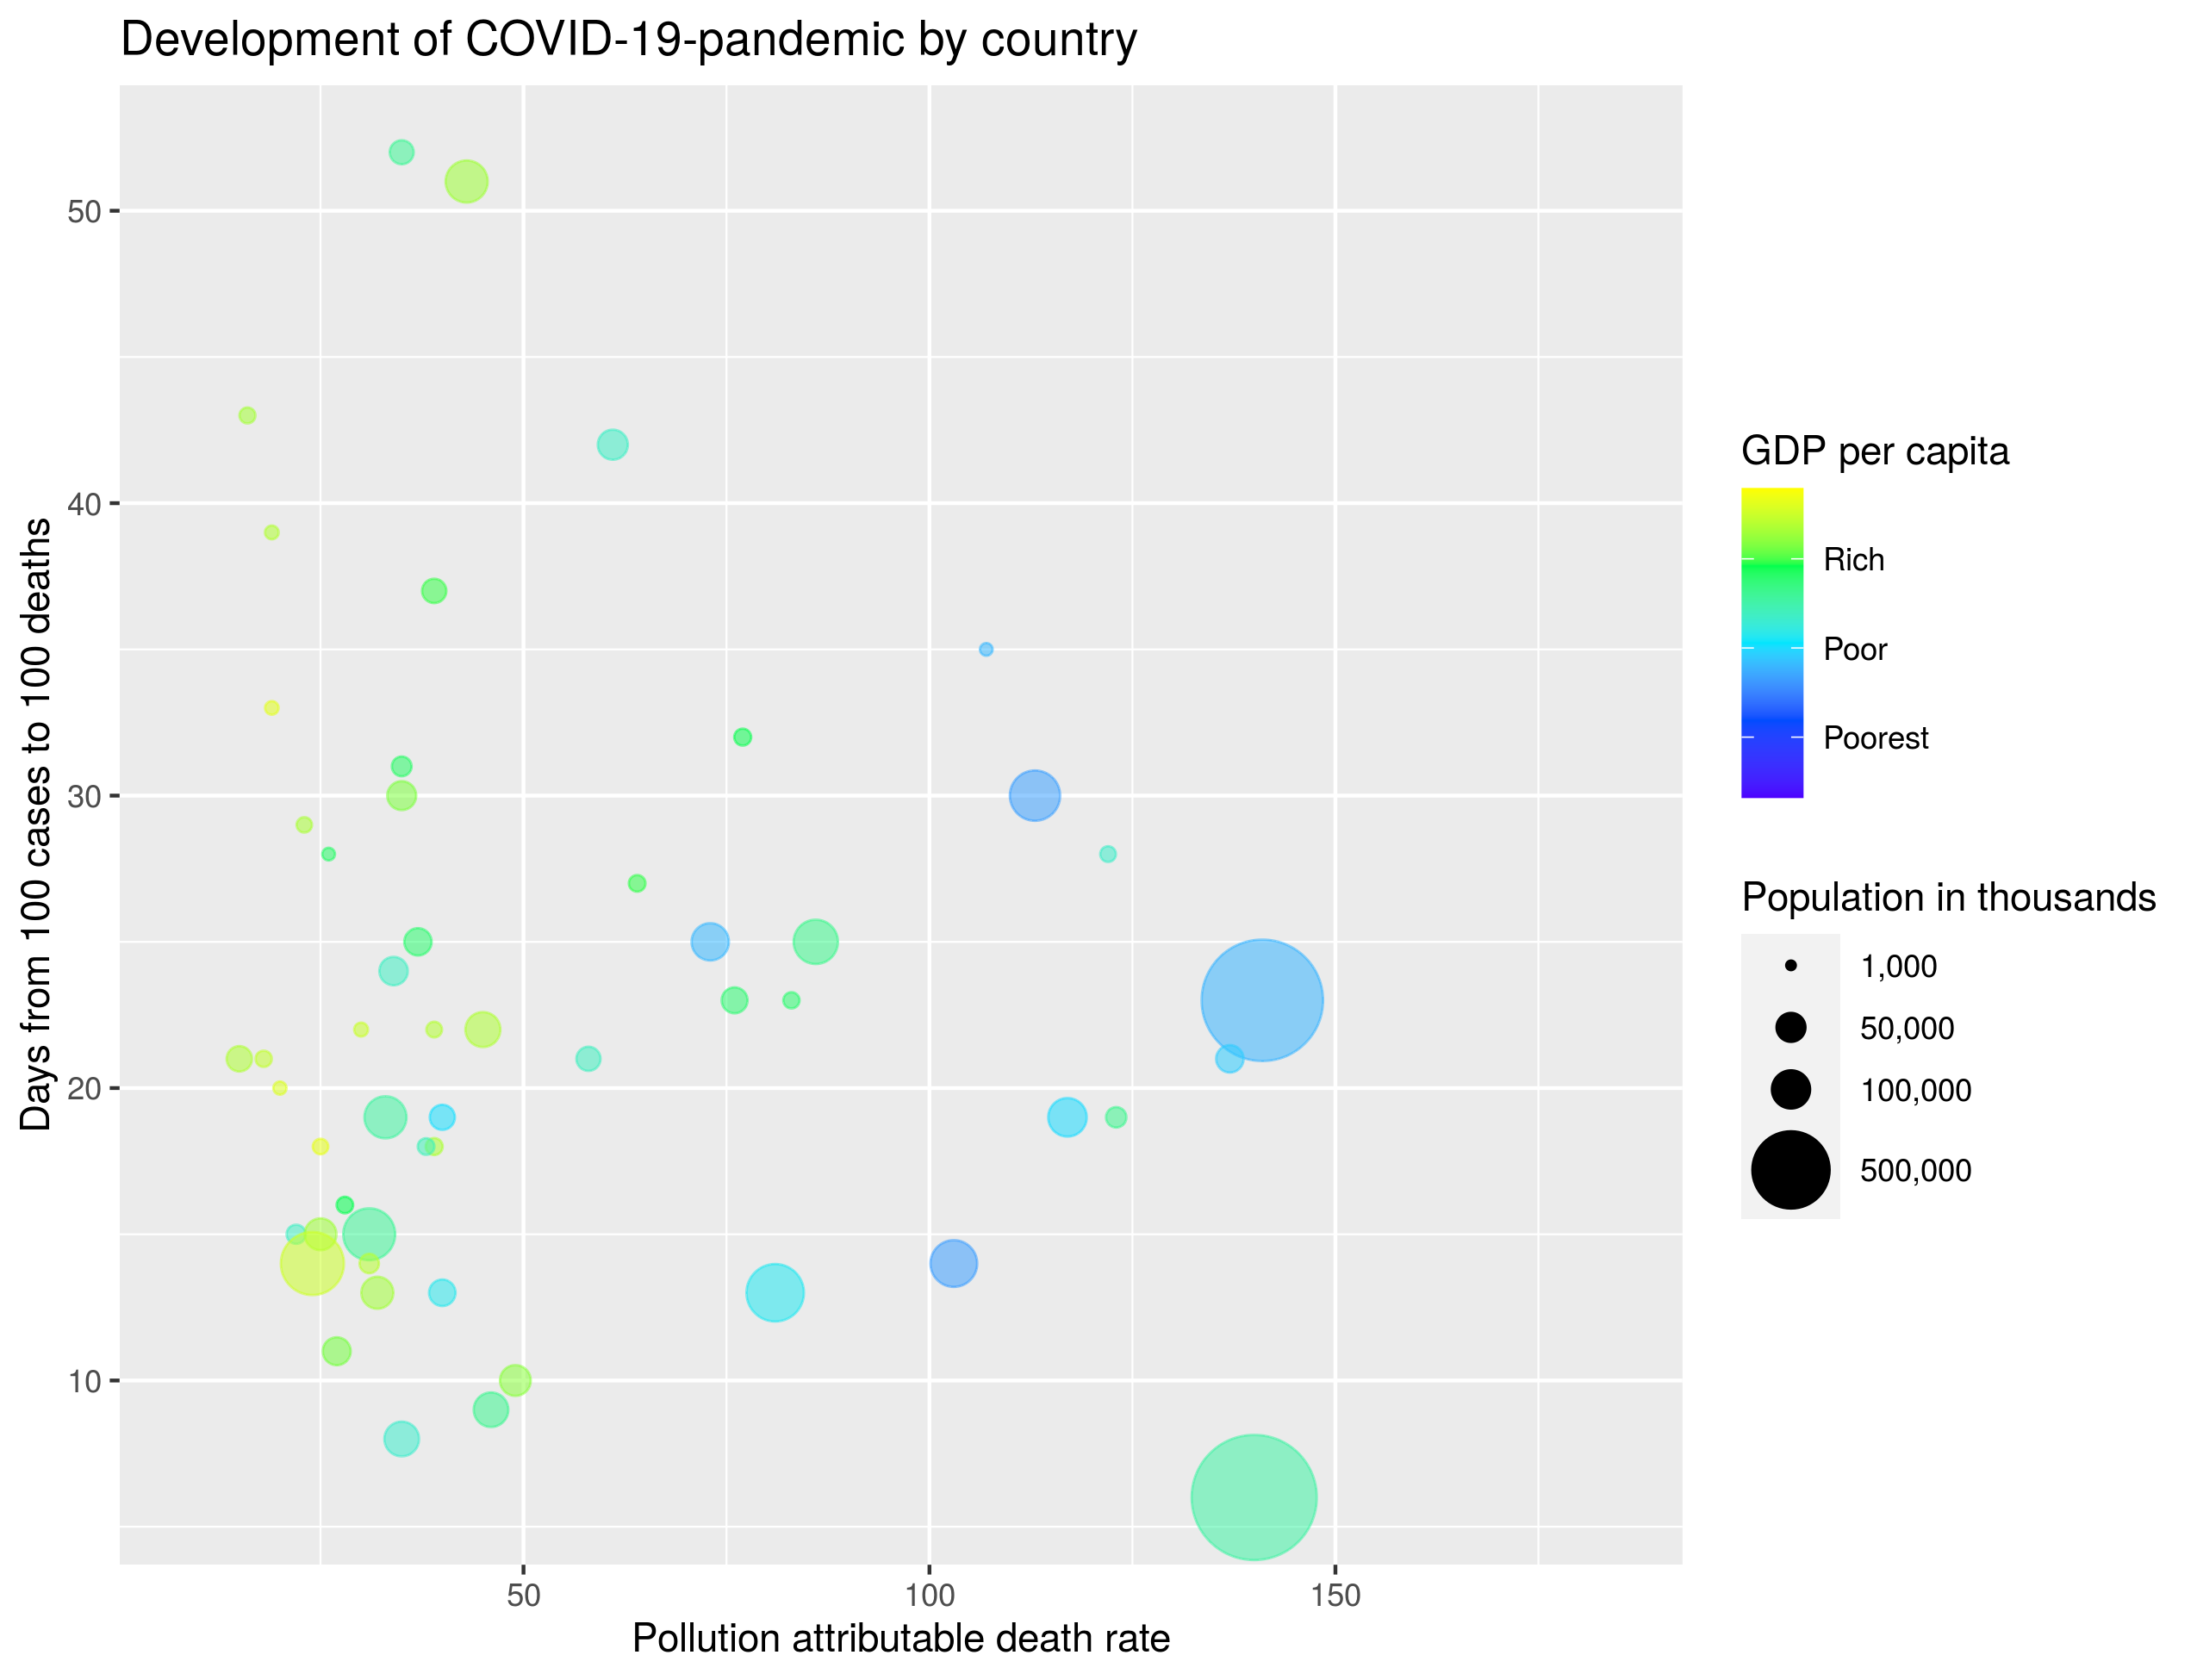 Development of COVID-19-pandemic by country
Days from 100 cases to 100 deaths
50
40
30
20
10
50
100
150
Pollution attributable death rate
GDP per capita
Rich
Poor
Poorest
Population in thousands
1,000
50,000
100,000
500,000